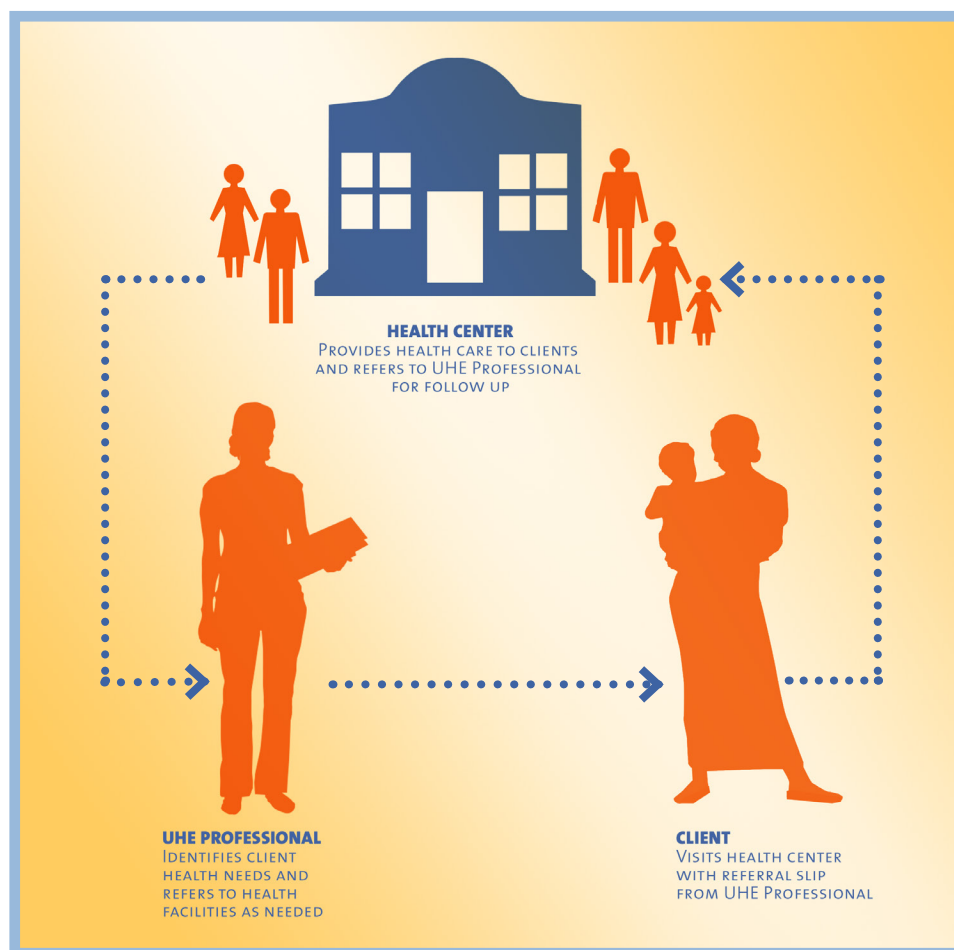 HEALTH CENTER
PROVIDES HEALTH CARE TO CLIENTS
AND REFERS TO UHE PROFESSIONAL
FOR FOLLOW UP
UHE PROFESSIONAL
IDENTIFIES CLIENT
HEALTH NEEDS AND
REFERS TO HEALTH
FACILITIES AS NEEDED
CLIENT
VISITS HEALTH CENTER
WITH REFERRAL SLIP
FROM UHE PROFESSIONAL